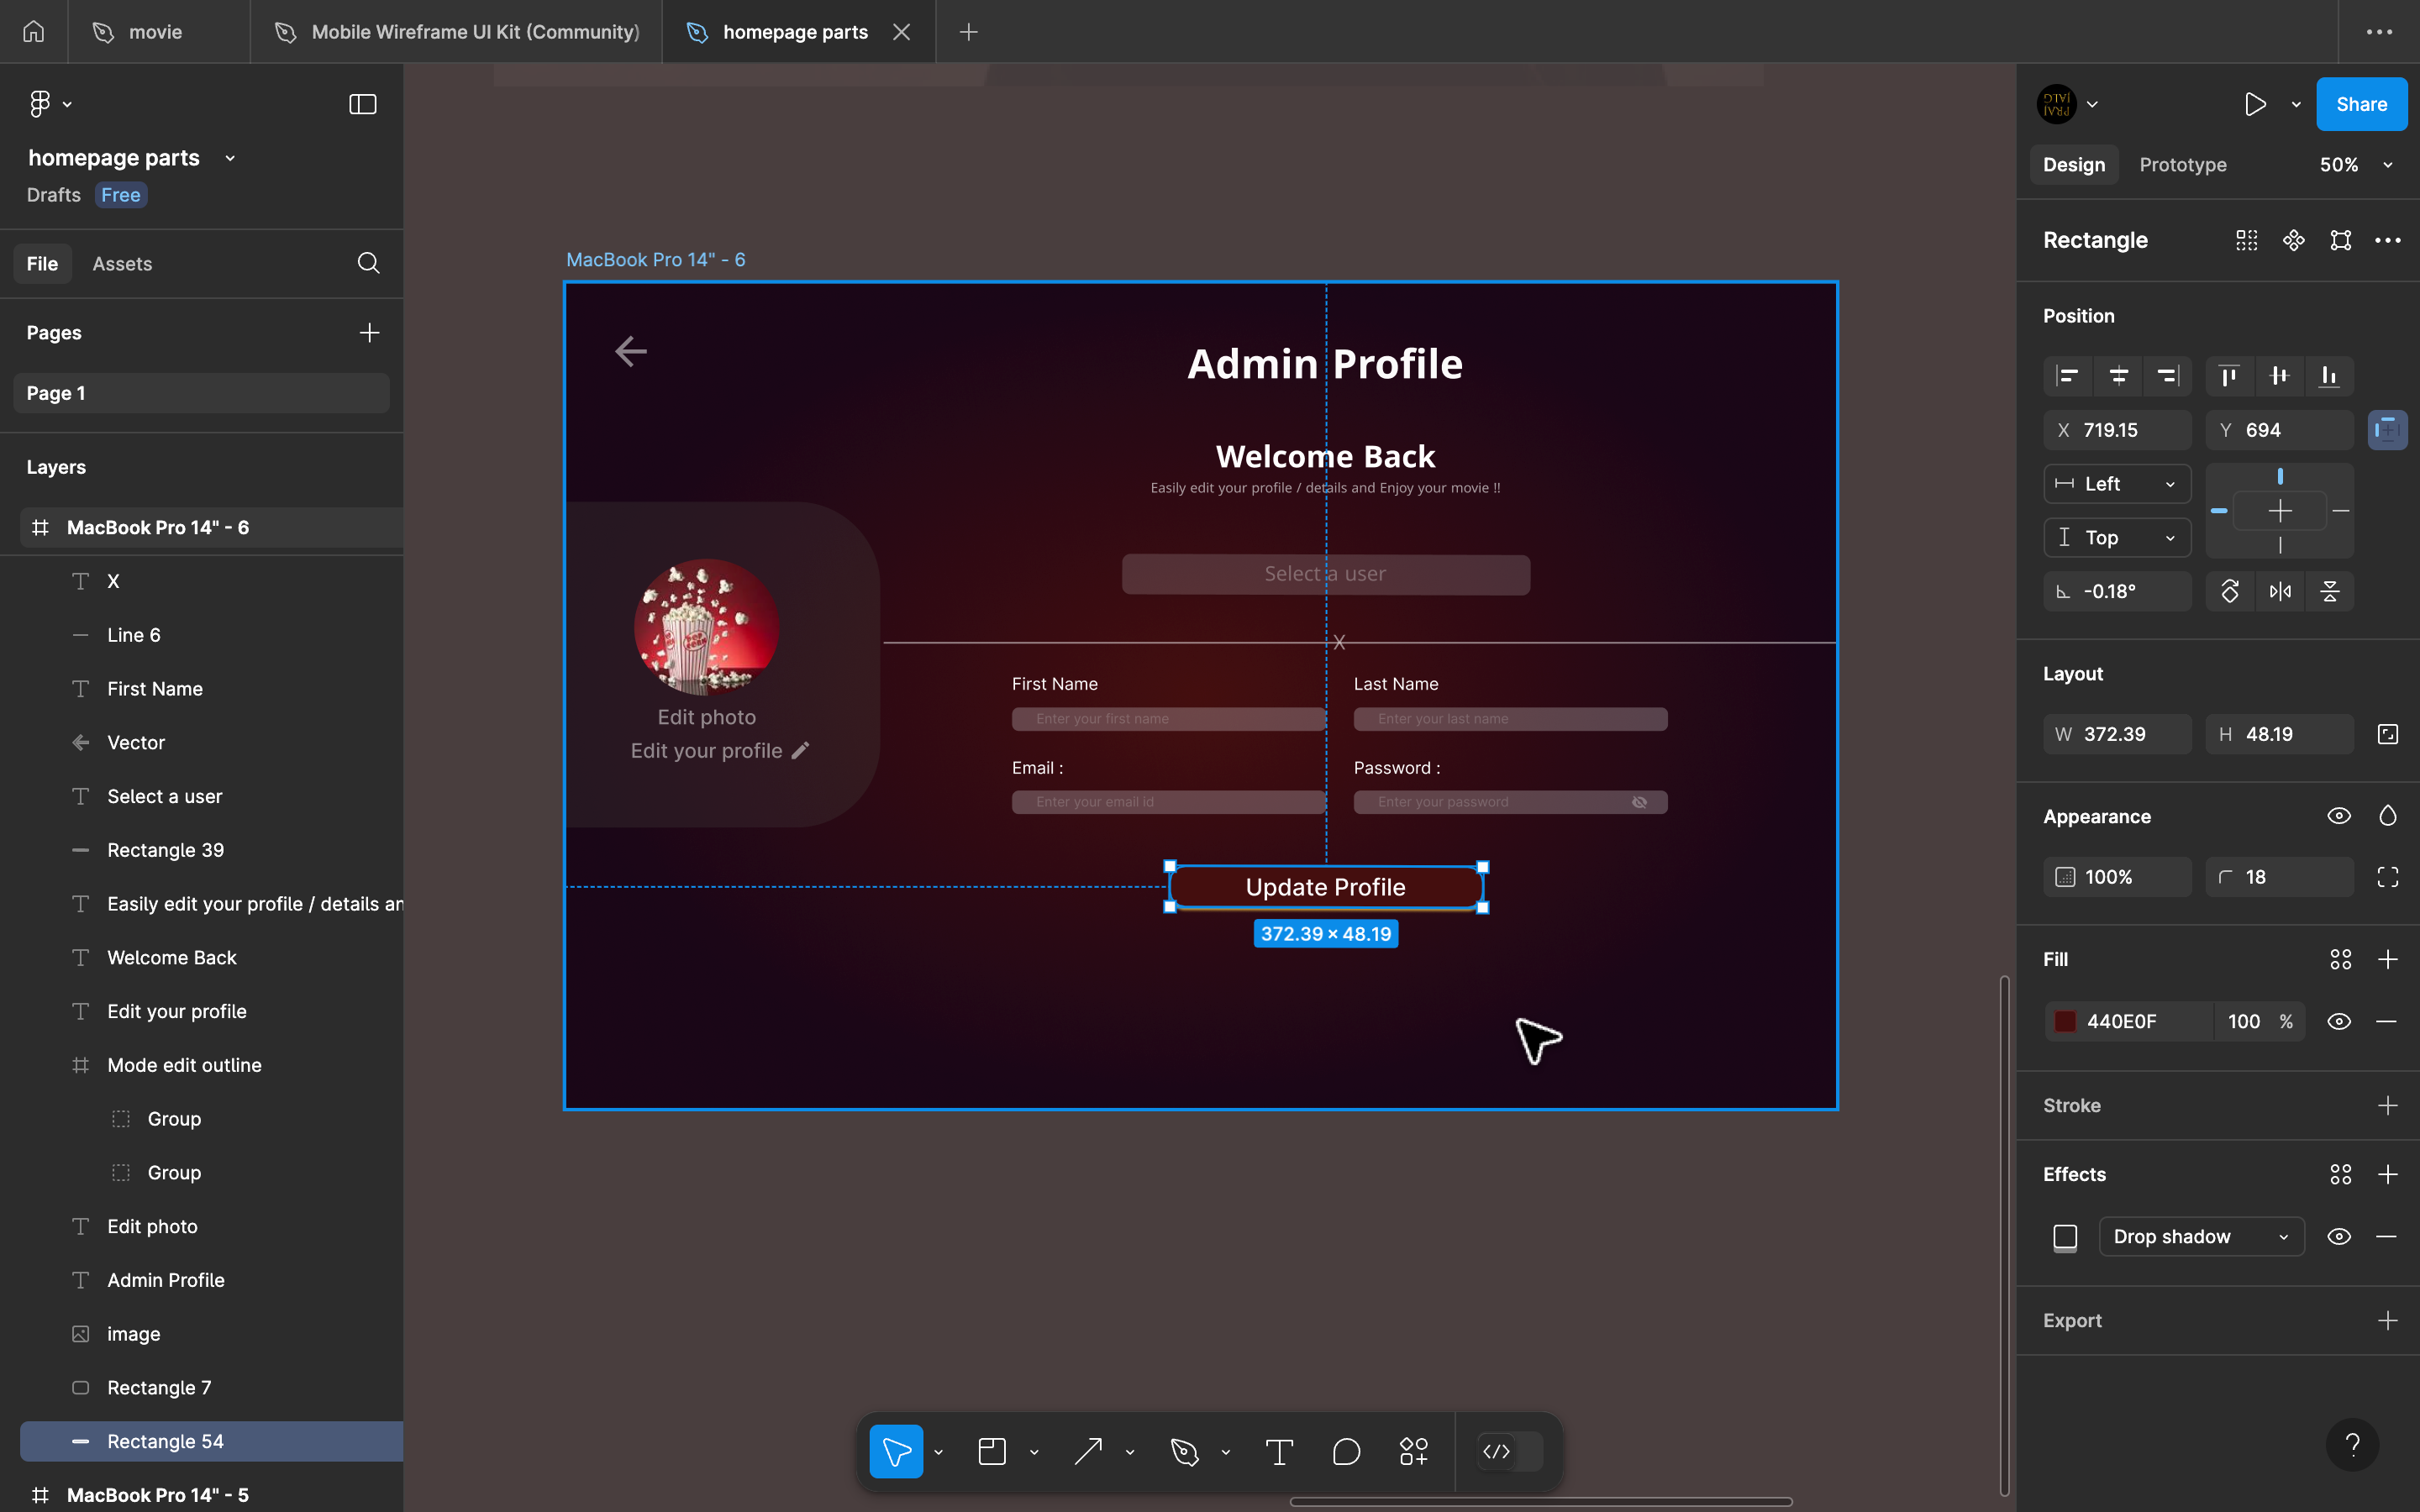 movie
Mobile Wireframe UI Kit (Community)
homepage parts
homepage parts
Drafts
Free
File
Assets
Pages
Page 1
Layers
MacBook Pro 14" - 6
X
Line 6
First Name
Vector
Select a user
Rectangle 39
Easily edit your profile / details an
Welcome Back
Edit your profile
Mode edit outline
Group
Group
Edit photo
Admin Profile
image
Rectangle 7
Rectangle 54
MacBook Pro 14" - 5
MacBook Pro 14" - 6
Admin Profile
Welcome Back
Easily edit your profile / details and Enjoy your movie !!
Select a user
X
Edit photo
Edit your profile
First Name
Last Name
Enter your first name
Enter your last name
Email :
Password :
Enter your email id
Enter your password
Update Profile
372.39 × 48.19
Share
Design
Prototype
50%
Rectangle
Position
X 719.15
Y 694
Left
Top
-0.18°
Layout
W 372.39
H 48.19
Appearance
100%
18
Fill
440E0F
100 %
Stroke
Effects
Drop shadow
Export
?